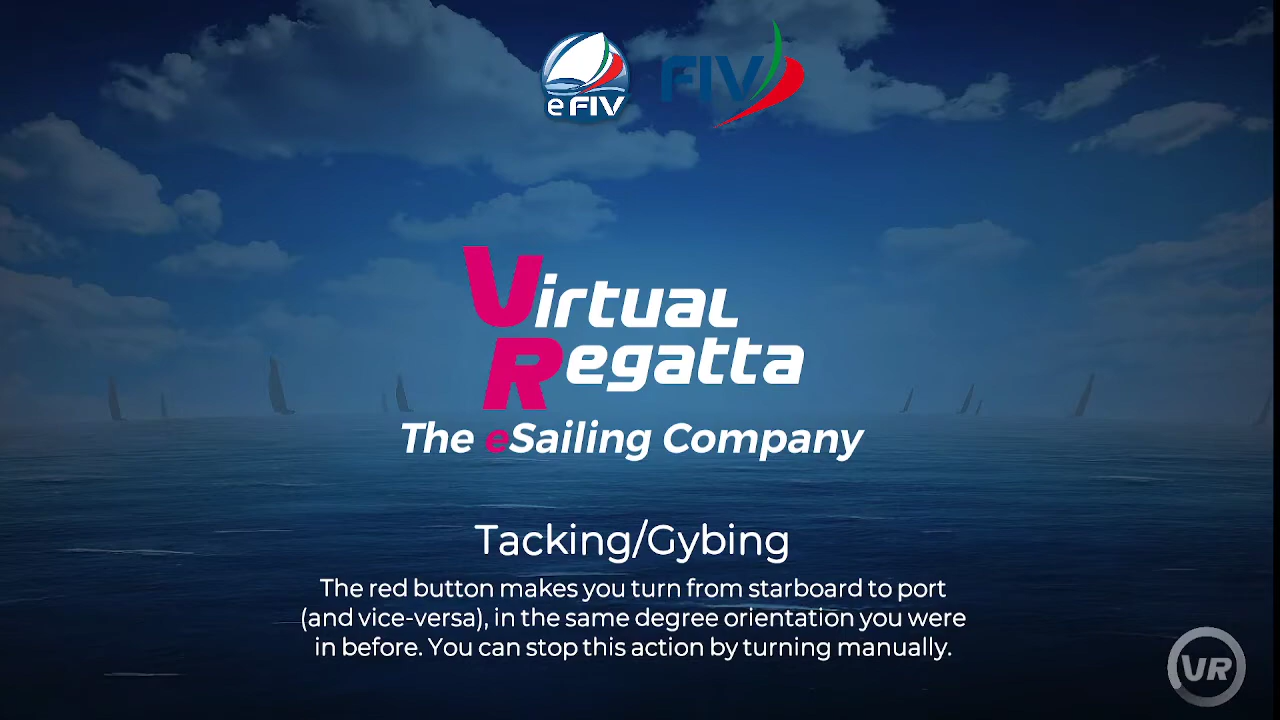 e FIV
FIV
Virtual
Regatta
The eSailing Company
Tacking/Gybing
The red button makes you turn from starboard to port
(and vice-versa), in the same degree orientation you were
in before. You can stop this action by turning manually.
VR